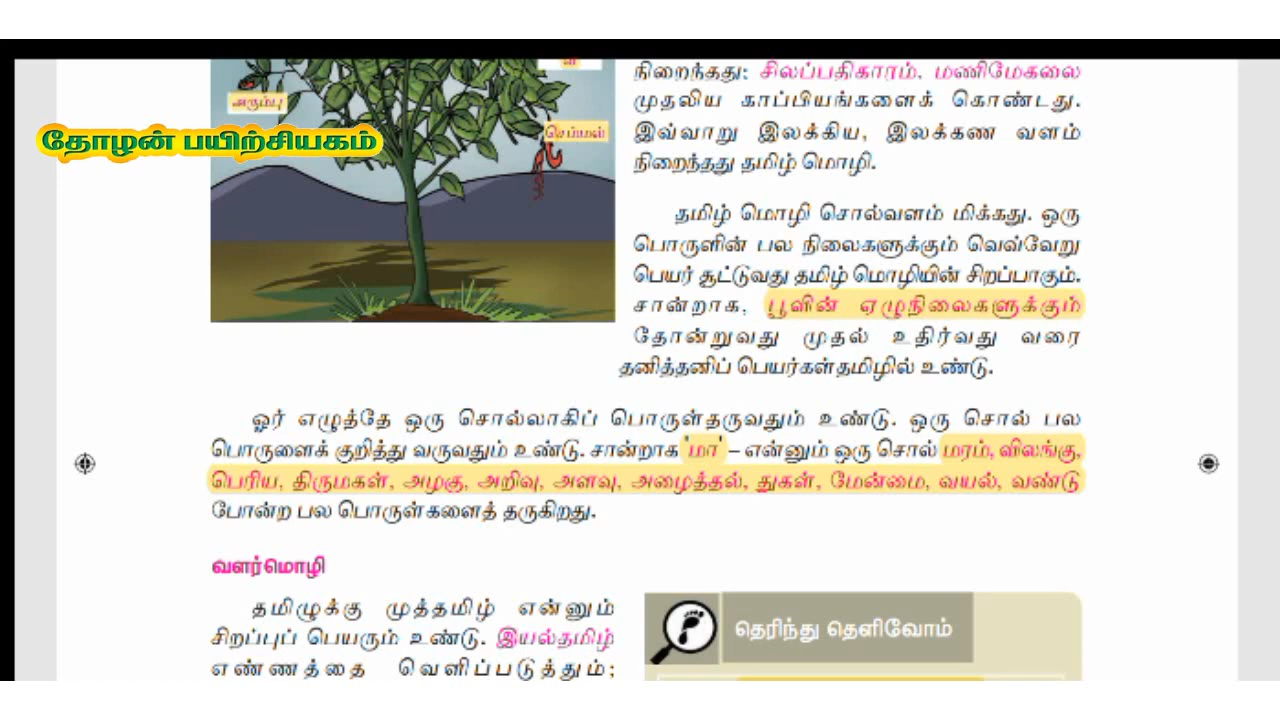 அரும்பு
செம்மல்
தோழன் பயிற்சியகம்
நிறைந்தது; சிலப்பதிகாரம், மணிமேகலை
முதலிய காப்பியங்களைக் கொண்டது.
இவ்வாறு இலக்கிய, இலக்கண வளம்
நிறைந்தது தமிழ் மொழி.
தமிழ் மொழி சொல்வளம் மிக்கது. ஒரு
பொருளின் பல நிலைகளுக்கும் வெவ்வேறு
பெயர் சூட்டுவது தமிழ் மொழியின் சிறப்பாகும்.
சான்றாக, பூவின் ஏழுநிலைகளுக்கும்
தோன்றுவது முதல் உதிர்வது வரை
தனித்தனிப் பெயர்கள்தமிழில் உண்டு.
ஓர் எழுத்தே ஒரு சொல்லாகிப் பொருள்தருவதும் உண்டு. ஒரு சொல் பல
பொருளைக் குறித்து வருவதும் உண்டு. சான்றாக 'மா' – என்னும் ஒரு சொல் மரம், விலங்கு,
பெரிய, திருமகள், அழகு, அறிவு, அளவு, அழைத்தல், துகள், மேன்மை, வயல், வண்டு
போன்ற பல பொருள்களைத் தருகிறது.
வளர்மொழி
தமிழுக்கு முத்தமிழ் என்னும்
சிறப்புப் பெயரும் உண்டு. இயல்தமிழ்
எண்ணத்தை வெளிப்படுத்தும்;
தெரிந்து தெளிவோம்